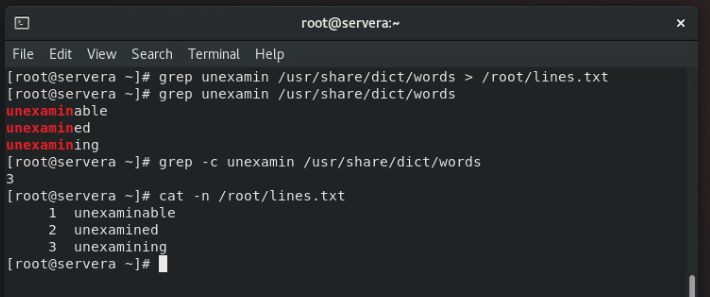 root@servera:~
File Edit View Search Terminal Help
[root@servera ~]# grep unexamin /usr/share/dict/words > /root/lines.txt
[root@servera ~]# grep unexamin /usr/share/dict/words
unexaminable
unexamined
unexamining
[root@servera ~]# grep -c unexamin /usr/share/dict/words
3
[root@servera ~]# cat -n /root/lines.txt
     1  unexaminable
     2  unexamined
     3  unexamining
[root@servera ~]#